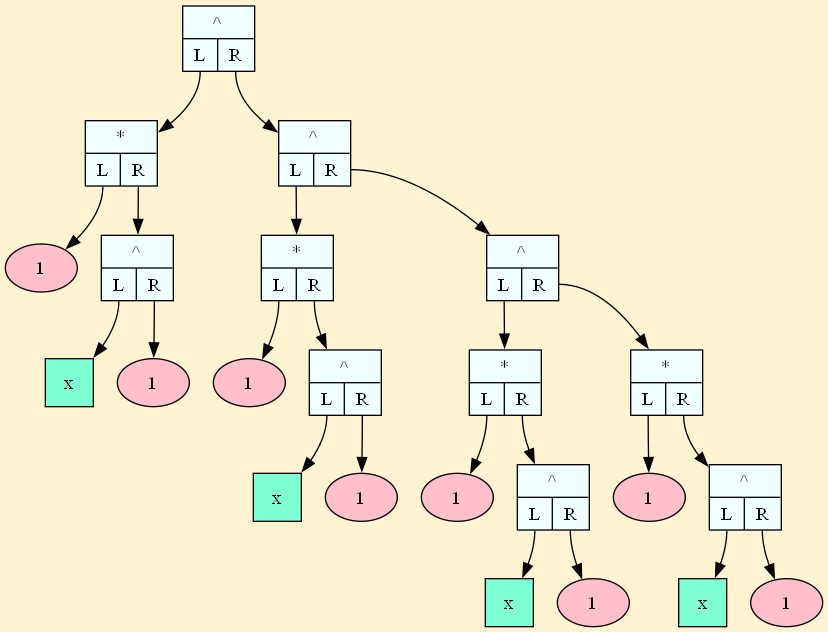 ^
L R
* ^
L R L R
1 ^ * ^
L R L R L R
x 1 1 ^ * *
L R L R L R
x 1 1 ^ 1 ^
L R L R
x 1 x 1